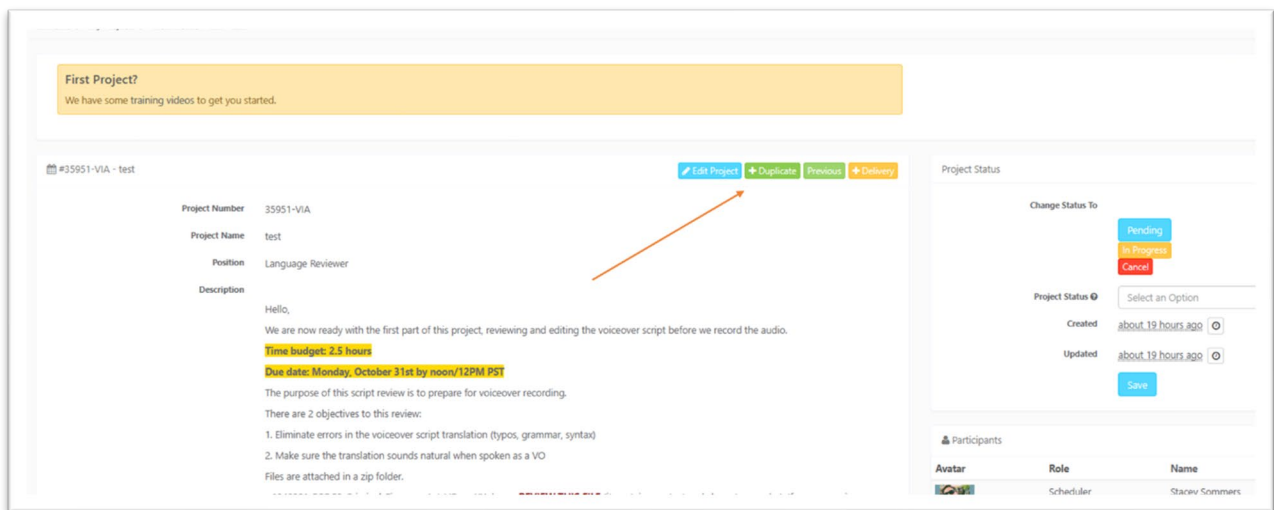 First Project?
We have some training videos to get you started.
#35951-VIA - test
Edit Project + Duplicate Previous + Delivery
Project Number 35951-VIA
Project Name test
Position Language Reviewer
Description
Hello,
We are now ready with the first part of this project, reviewing and editing the voiceover script before we record the audio.
Time budget: 2.5 hours
Due date: Monday, October 31st by noon/12PM PST
The purpose of this script review is to prepare for voiceover recording.
There are 2 objectives to this review:
1. Eliminate errors in the voiceover script translation (typos, grammar, syntax)
2. Make sure the translation sounds natural when spoken as a VO
Files are attached in a zip folder.
REVIEW THIS FILE
Project Status
Change Status To
Pending
In Progress
Cancel
Project Status Select an Option
Created about 19 hours ago
Updated about 19 hours ago
Save
Participants
Avatar Role Name
Scheduler Stacey Sommers